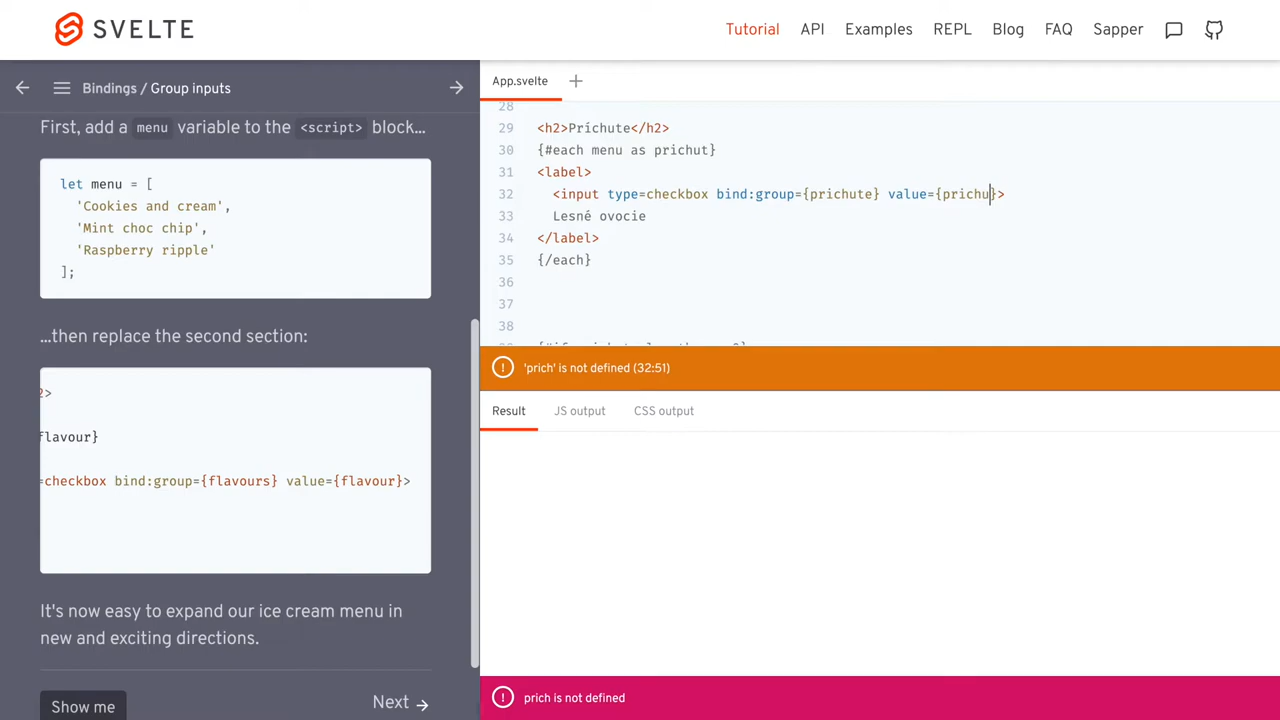 SVELTE
Tutorial API Examples REPL Blog FAQ Sapper
Bindings / Group inputs
First, add a menu variable to the <script> block...
let menu = [
'Cookies and cream',
'Mint choc chip',
'Raspberry ripple'
];
...then replace the second section:
2>
flavour}
=checkbox bind:group={flavours} value={flavour}>
It's now easy to expand our ice cream menu in
new and exciting directions.
Show me
Next
App.svelte
28
29 <h2>Prichute</h2>
30 {#each menu as prichut}
31 <label>
32 <input type=checkbox bind:group={prichute} value={prichu}>
33 Lesné ovocie
34 </label>
35 {/each}
36
37
38
'prich' is not defined (32:51)
Result JS output CSS output
prich is not defined